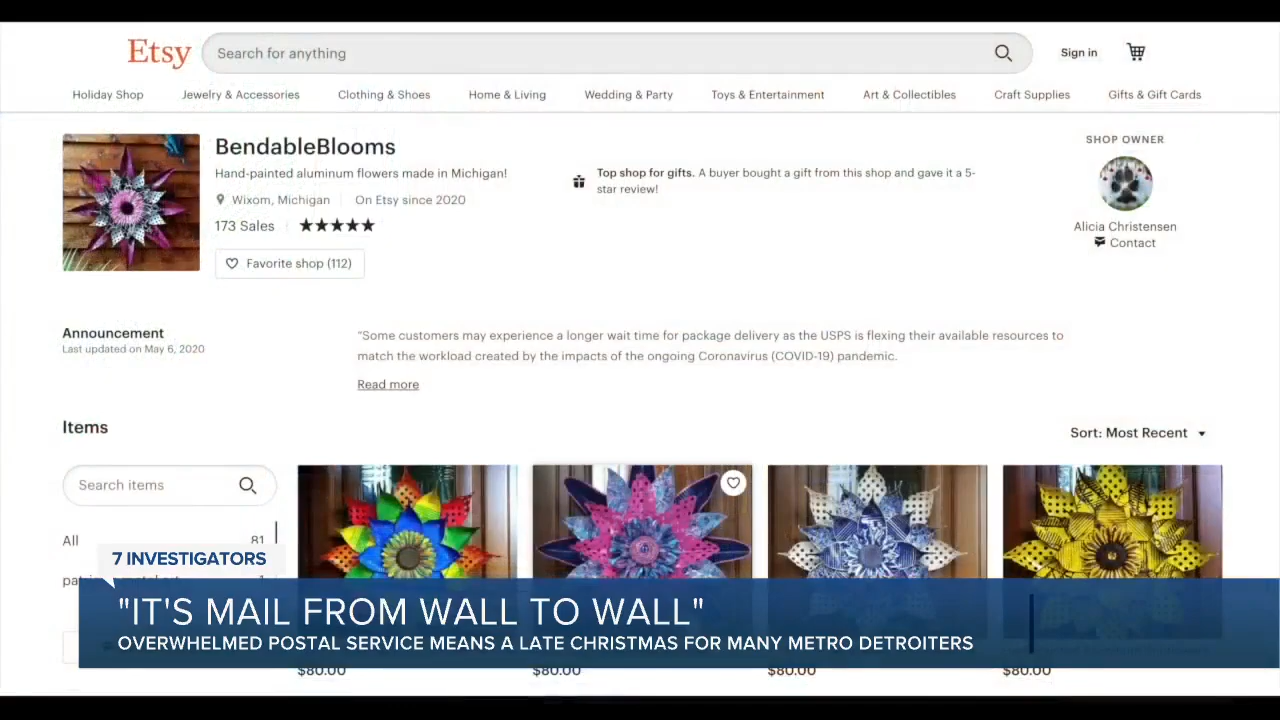 Etsy
Search for anything
Sign in
Holiday Shop
Jewelry & Accessories
Clothing & Shoes
Home & Living
Wedding & Party
Toys & Entertainment
Art & Collectibles
Craft Supplies
Gifts & Gift Cards
BendableBlooms
Hand-painted aluminum flowers made in Michigan!
Wixom, Michigan
On Etsy since 2020
173 Sales
Favorite shop (112)
Top shop for gifts. A buyer bought a gift from this shop and gave it a 5-
star review!
SHOP OWNER
Alicia Christensen
Contact
Announcement
Last updated on May 6, 2020
"Some customers may experience a longer wait time for package delivery as the USPS is flexing their available resources to
match the workload created by the impacts of the ongoing Coronavirus (COVID-19) pandemic.
Read more
Items
Sort: Most Recent
Search items
All
81
7 INVESTIGATORS
"IT'S MAIL FROM WALL TO WALL"
OVERWHELMED POSTAL SERVICE MEANS A LATE CHRISTMAS FOR MANY METRO DETROITERS
$80.00
$80.00
$80.00
$80.00